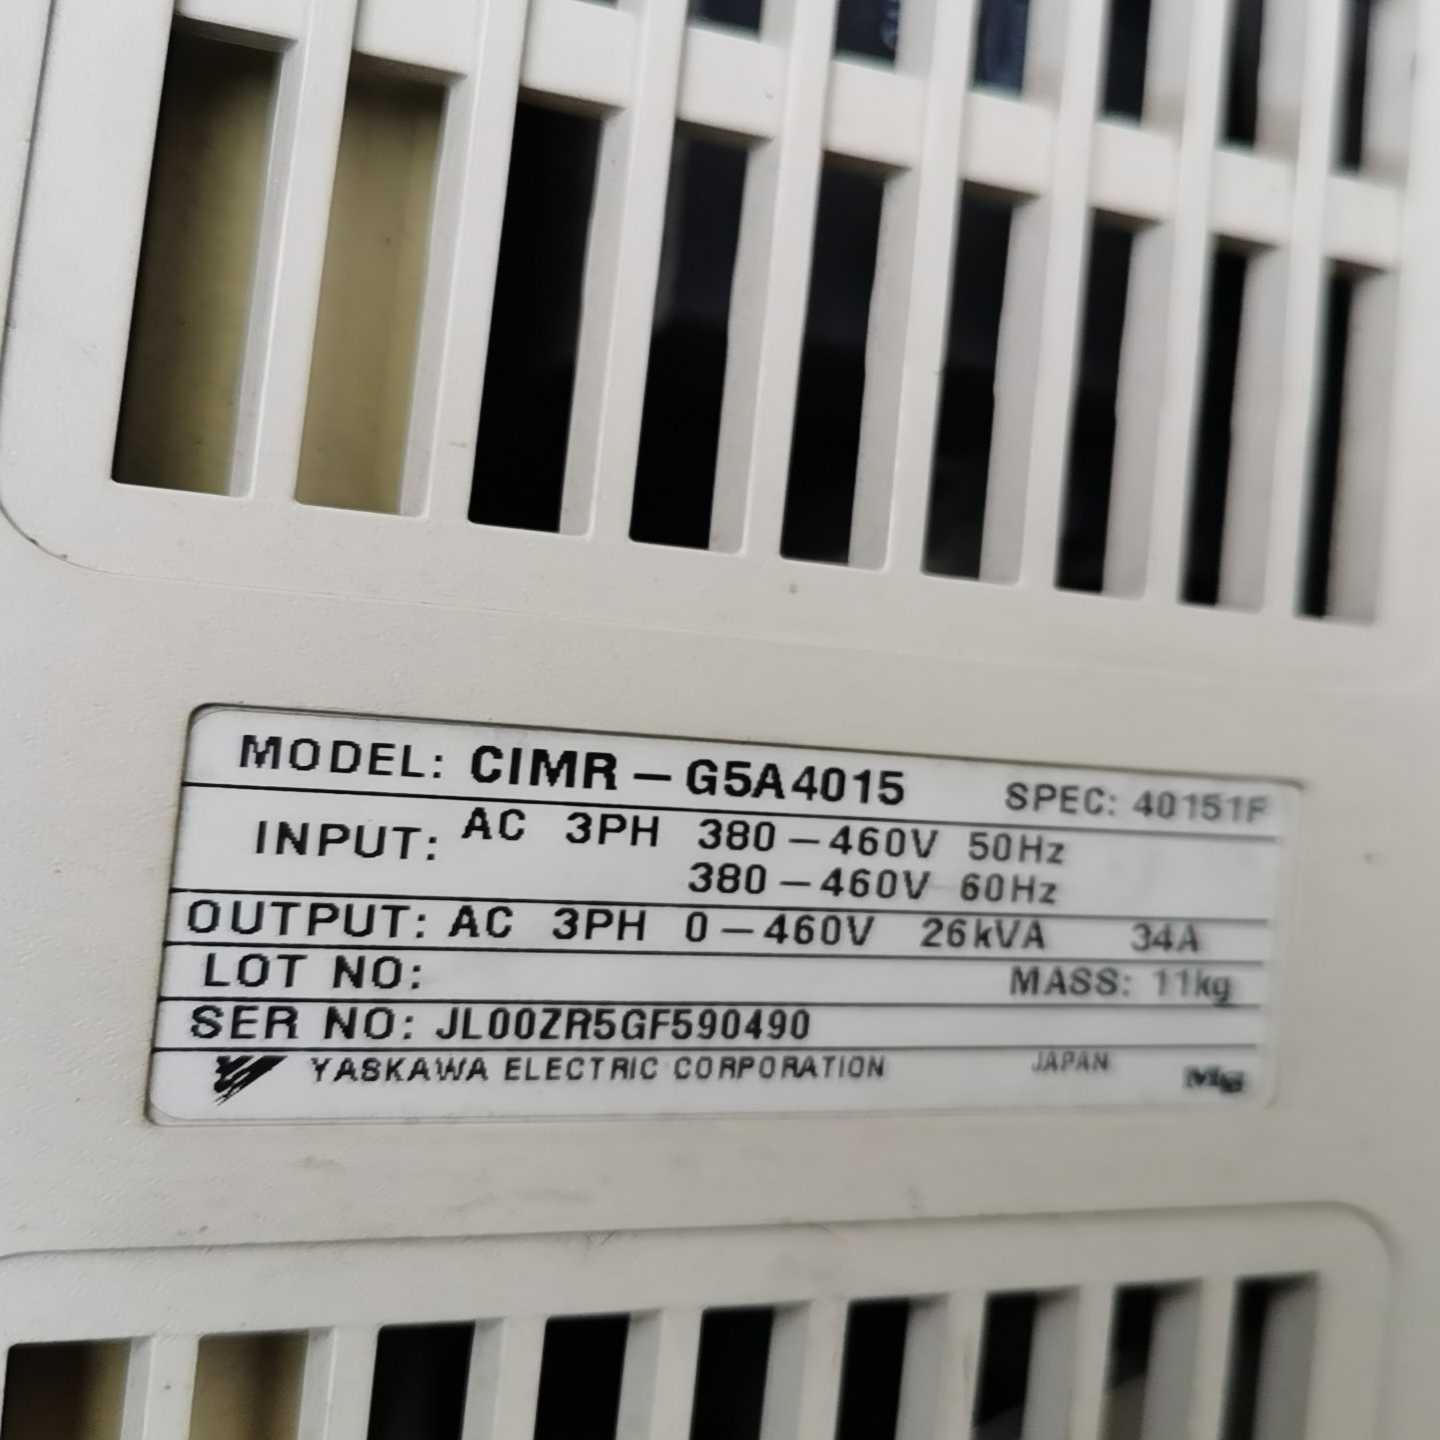 MODEL: CIMR-G5A4015 SPEC: 40151F
INPUT: AC 3PH 380-460V 50Hz
380-460V 60Hz
OUTPUT: AC 3PH 0-460V 26kVA 34A
LOT NO: MASS: 11kg
SER NO: JL00ZR5GF590490
YASKAWA ELECTRIC CORPORATION JAPAN